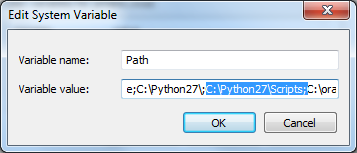 Edit System Variable
Variable name: Path
Variable value: e;C:\Python27\;C:\Python27\Scripts;C:\ora
OK Cancel